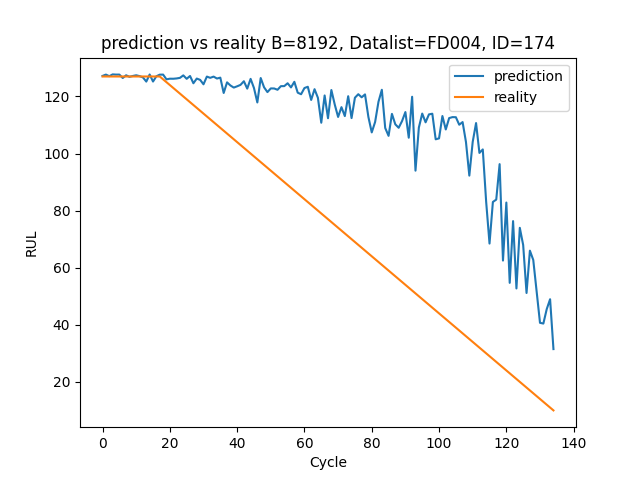 prediction vs reality B=8192, Datalist=FD004, ID=174
prediction
reality
120
100
80
60
40
20
RUL
0 20 40 60 80 100 120 140
Cycle